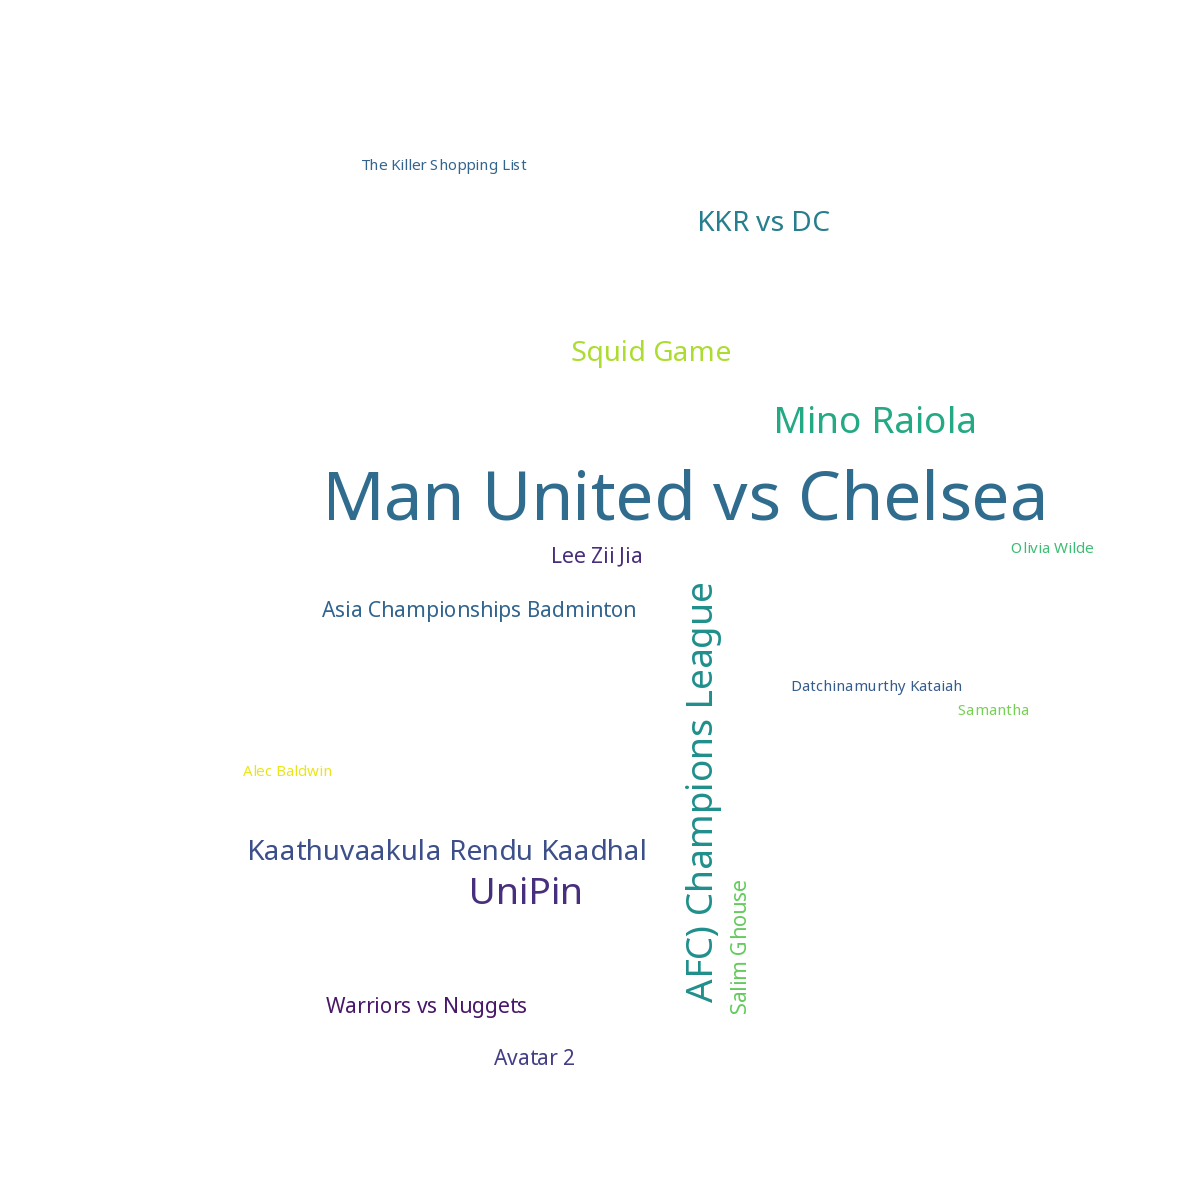 The Killer Shopping List
KKR vs DC
Squid Game
Mino Raiola
Man United vs Chelsea
Olivia Wilde
Lee Zii Jia
Asia Championships Badminton
AFC) Champions League
Datchinamurthy Kataiah
Samantha
Alec Baldwin
Kaathuvaakula Rendu Kaadhal
UniPin
Salim Ghouse
Warriors vs Nuggets
Avatar 2